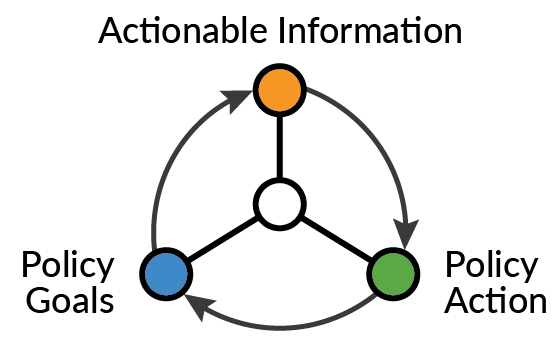 Actionable Information
Policy
Goals
Policy
Action